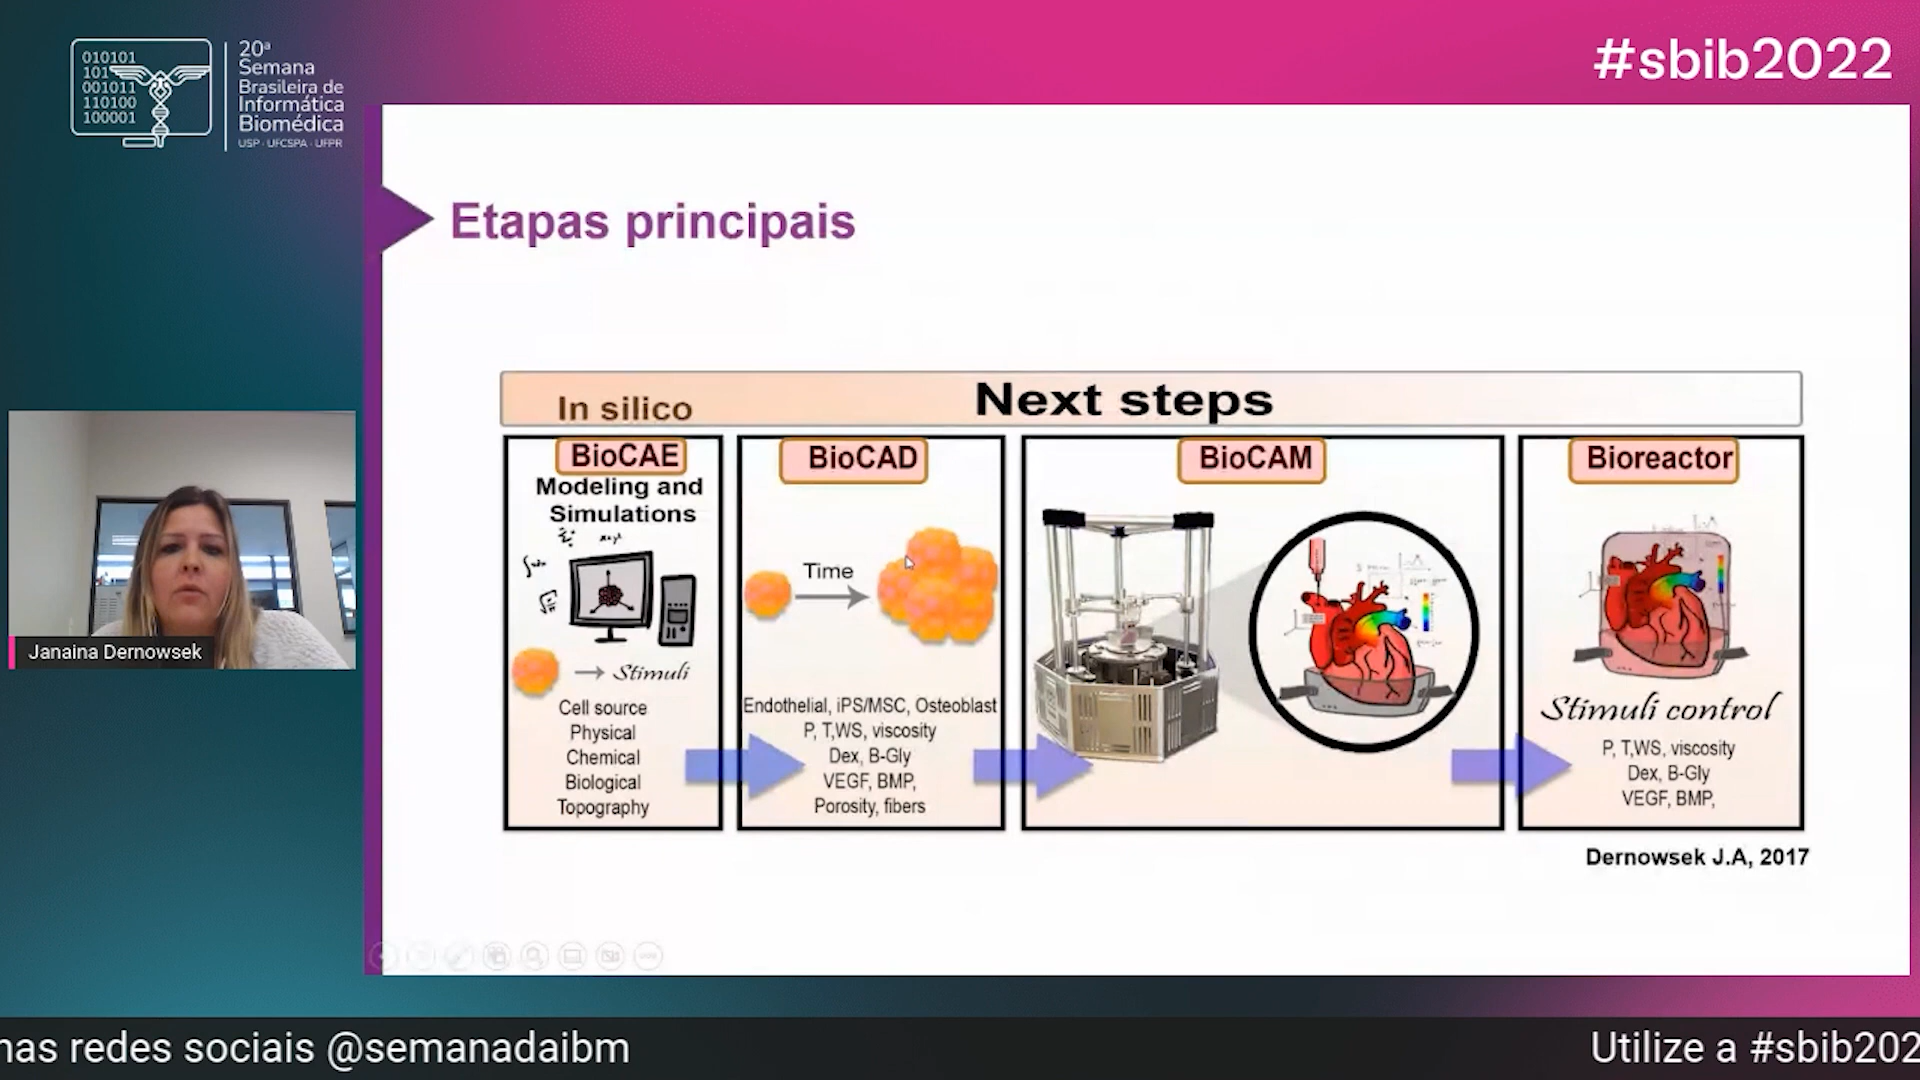 010101
101
001011
110100
100001
20ª
Semana
Brasileira de
Informática
Biomédica
USP · UFCSPA · UFPR
#sbib2022
Etapas principais
In silico
Next steps
BioCAE
Modeling and
Simulations
Stimuli
Cell source
Physical
Chemical
Biological
Topography
BioCAD
Time
Endothelial, iPS/MSC, Osteoblast
P, T,WS, viscosity
Dex, B-Gly
VEGF, BMP,
Porosity, fibers
BioCAM
Bioreactor
Stimuli control
P, T,WS, viscosity
Dex, B-Gly
VEGF, BMP,
Dernowsek J.A, 2017
Janaina Dernowsek
nas redes sociais @semanadaibm
Utilize a #sbib202